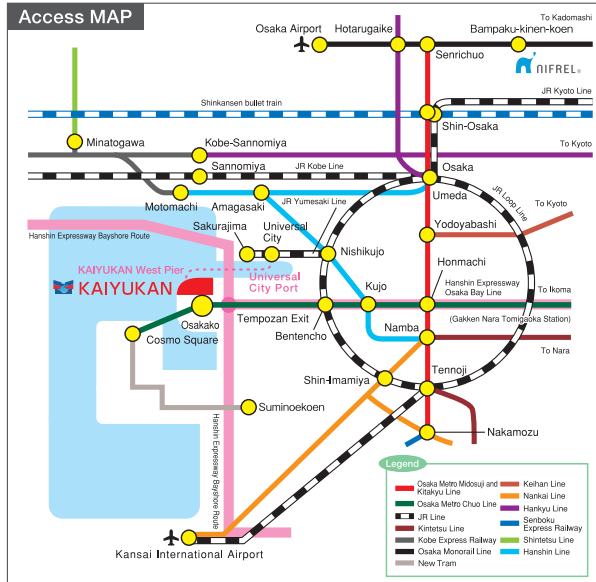 Access MAP
To Kadomashi
Osaka Airport
Hotarugaike
Bampaku-kinen-koen
Senrichuo
NIFREL®
JR Kyoto Line
Shinkansen bullet train
Shin-Osaka
Minatogawa
Kobe-Sannomiya
To Kyoto
Sannomiya
JR Kobe Line
Osaka
Motomachi
Amagasaki
Umeda
JR Loop Line
JR Yumesaki Line
To Kyoto
Sakurajima
Universal
City
Yodoyabashi
Hanshin Expressway Bayshore Route
Nishikujo
KAIYUKAN West Pier
Universal
City Port
Honmachi
KAIYUKAN
Kujo
Hanshin Expressway
Osaka Bay Line
To Ikoma
Osakako
Tempozan Exit
(Gakken Nara Tomigaoka Station)
Cosmo Square
Bentencho
Namba
To Nara
Shin-Imamiya
Tennoji
Suminoekoen
Hanshin Expressway Bayshore Route
Nakamozu
Kansai International Airport
Legend
Osaka Metro Midosuji and
Kitakyu Line
Osaka Metro Chuo Line
JR Line
Kintetsu Line
Kobe Express Railway
Osaka Monorail Line
New Tram
Keihan Line
Nankai Line
Hankyu Line
Senboku
Express Railway
Shintetsu Line
Hanshin Line